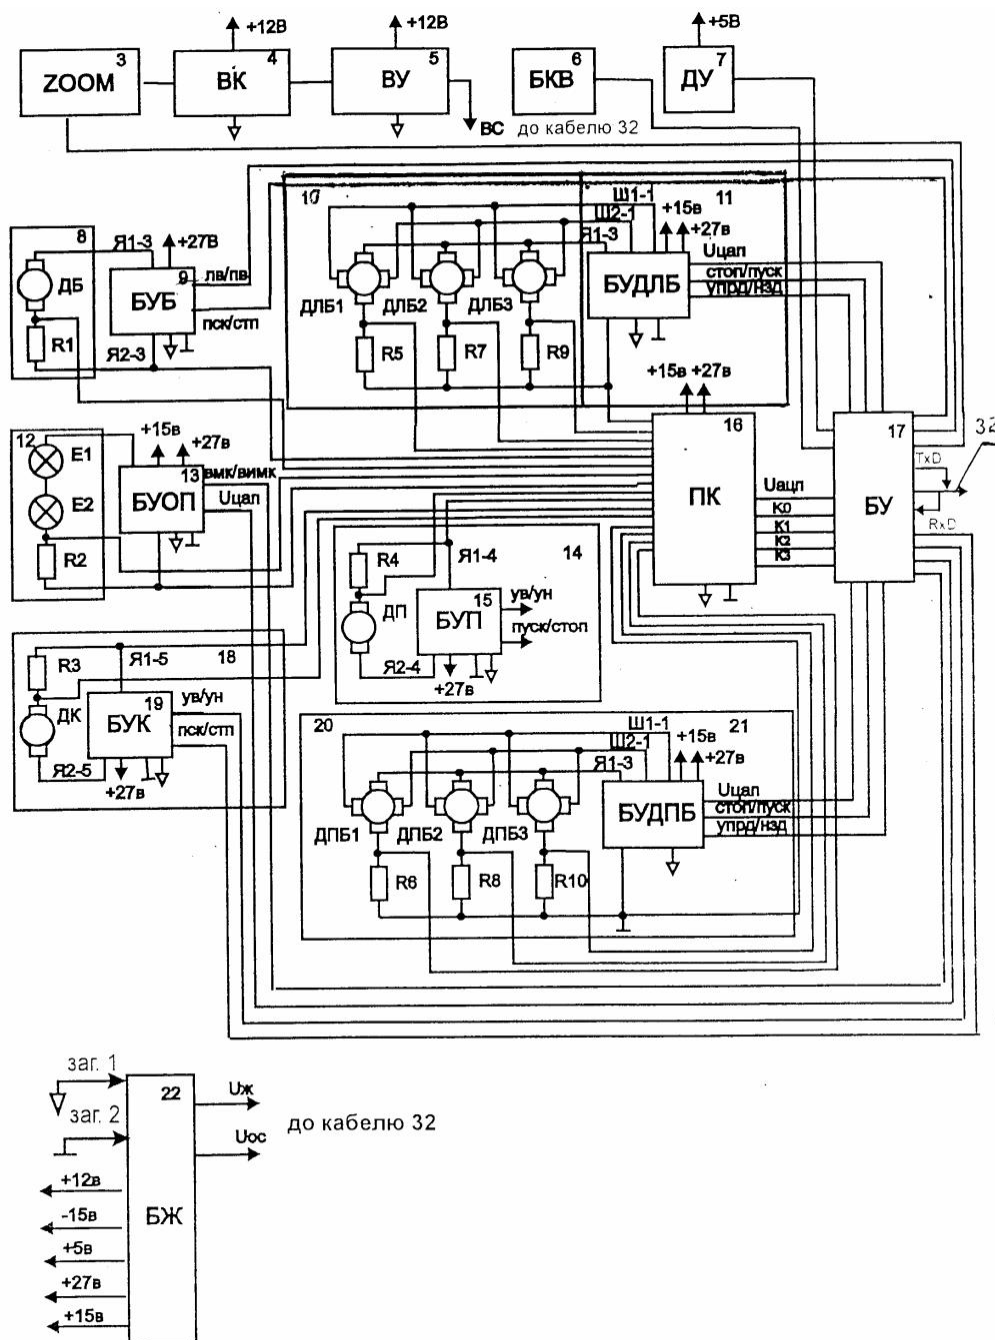 +12В
+12В
+5В
3
ZOOM
4
ВК
5
ВУ
6
БКВ
7
ДУ
ВС до кабелю 32
10
Ш1-1
11
Ш2-1
+15в
+27в
Я1-3
8
Я1-3
+27В
ДБ
9
лв/пв
БУБ
пск/стп
R1
Я2-3
ДЛБ1
ДЛБ2
ДЛБ3
БУДЛБ
Uцап
стоп/пуск
упрд/нзд
R5
R7
R9
+15в
+27в
12
Е1
Е2
R2
+15в
+27в
13
БУОП
вмк/вимк
Uцап
16
ПК
17
БУ
32
TxD
RxD
Uацп
К0
К1
К2
К3
14
R4
Я1-4
ДП
15
БУП
ув/ун
пуск/стоп
Я2-4
+27в
18
R3
Я1-5
ДК
19
БУК
ув/ун
пск/стп
Я2-5
+27в
20
Ш1-1
21
Ш2-1
+15в
+27в
Я1-3
ДПБ1
ДПБ2
ДПБ3
БУДПБ
Uцап
стоп/пуск
упрд/нзд
R6
R8
R10
заг. 1
заг. 2
22
БЖ
Uж
Uос
до кабелю 32
+12в
-15в
+5в
+27в
+15в